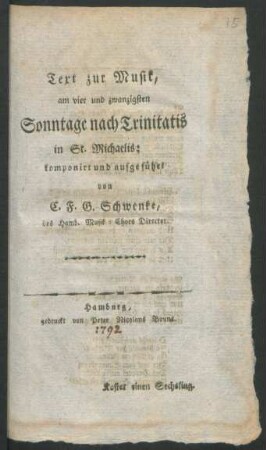 15
Text zur Musik,
am vier und zwanzigsten
Sonntage nach Trinitatis
in St. Michaelis;
komponirt und aufgeführt
von
C. F. G. Schwenke,
des Hamb. Musik-Chors Director.
Hamburg,
gedruckt von Peter Nicolaus Bruns.
1792
Kostet einen Sechsling.